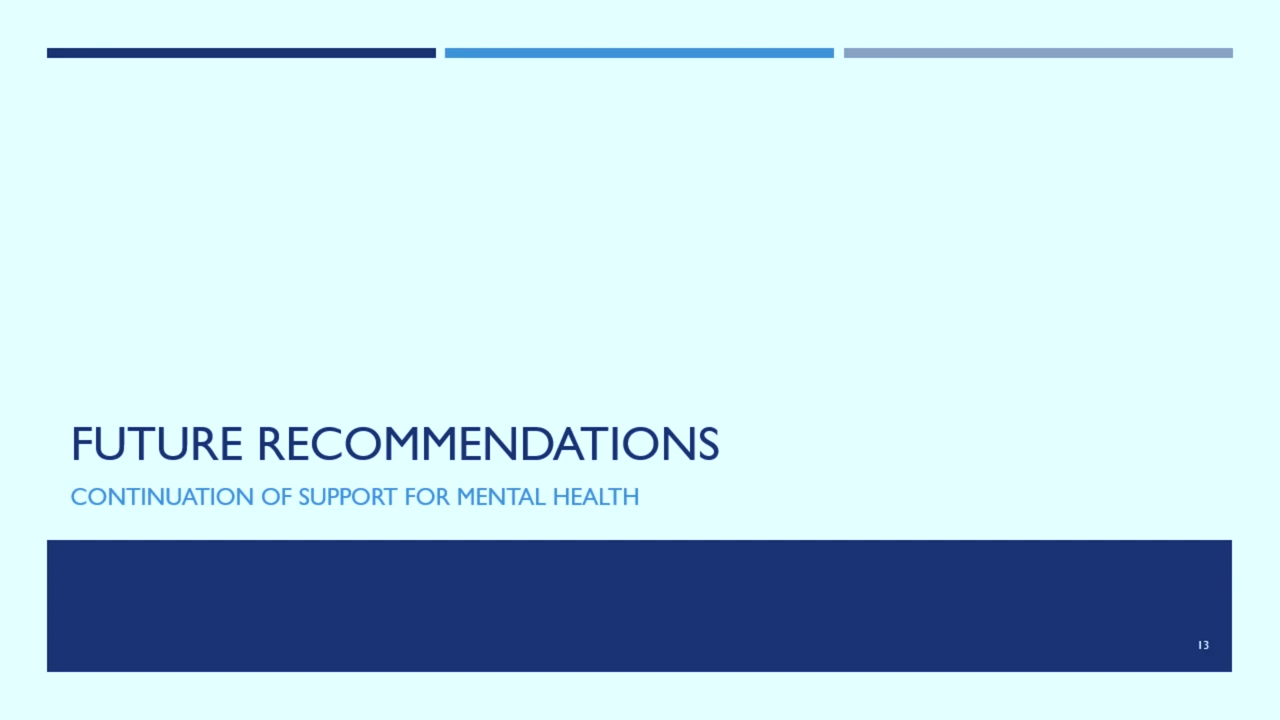 FUTURE RECOMMENDATIONS
CONTINUATION OF SUPPORT FOR MENTAL HEALTH
13